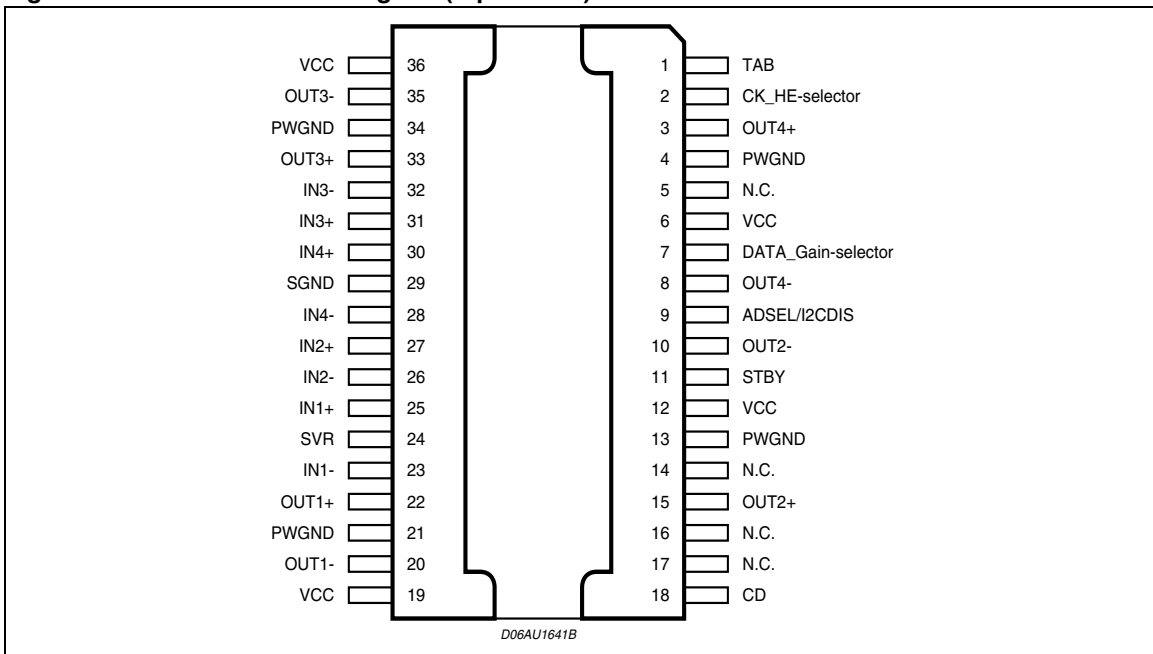 VCC 36 1 TAB
OUT3- 35 2 CK_HE-selector
PWGND 34 3 OUT4+
OUT3+ 33 4 PWGND
IN3- 32 5 N.C.
IN3+ 31 6 VCC
IN4+ 30 7 DATA_Gain-selector
SGND 29 8 OUT4-
IN4- 28 9 ADSEL/I2CDIS
IN2+ 27 10 OUT2-
IN2- 26 11 STBY
IN1+ 25 12 VCC
SVR 24 13 PWGND
IN1- 23 14 N.C.
OUT1+ 22 15 OUT2+
PWGND 21 16 N.C.
OUT1- 20 17 N.C.
VCC 19 18 CD
D06AU1641B